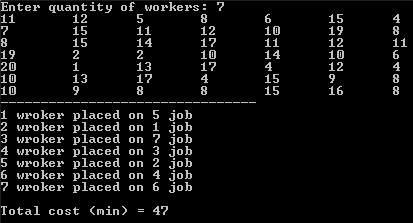 Enter quantity of workers: 7
11 12 5 8 6 15 4
7 15 11 12 10 19 8
8 15 14 17 11 12 11
19 2 2 10 14 10 6
20 1 13 17 4 12 4
10 13 17 4 15 9 8
10 9 8 8 15 16 8
--------------------------------
1 wroker placed on 5 job
2 wroker placed on 1 job
3 wroker placed on 7 job
4 wroker placed on 3 job
5 wroker placed on 2 job
6 wroker placed on 4 job
7 wroker placed on 6 job
Total cost (min) = 47